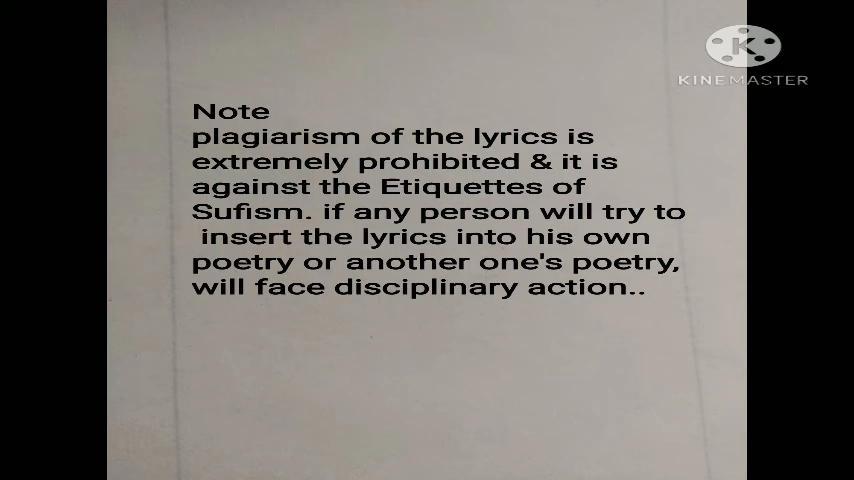 KINEMASTER
Note
plagiarism of the lyrics is
extremely prohibited & it is
against the Etiquettes of
Sufism. if any person will try to
insert the lyrics into his own
poetry or another one's poetry,
will face disciplinary action..